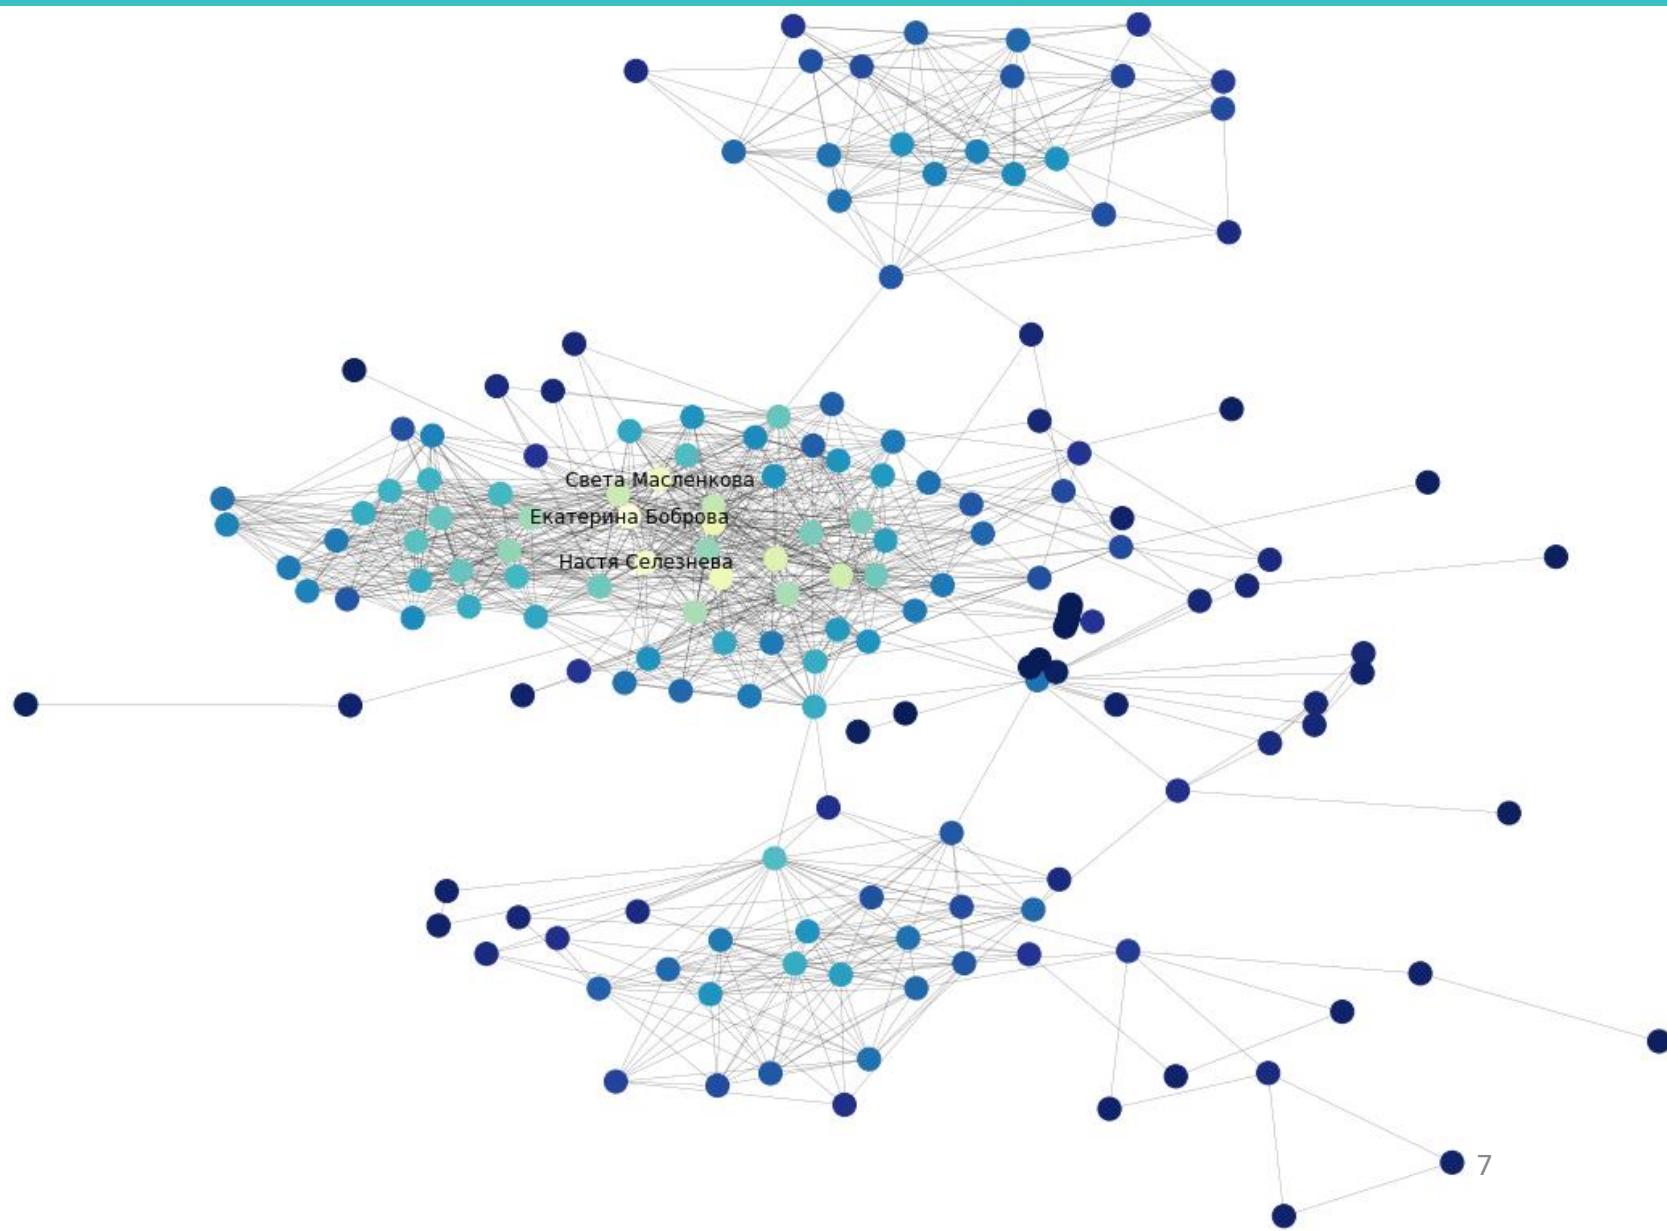 Света Масленкова
Екатерина Боброва
Настя Селезнева
7